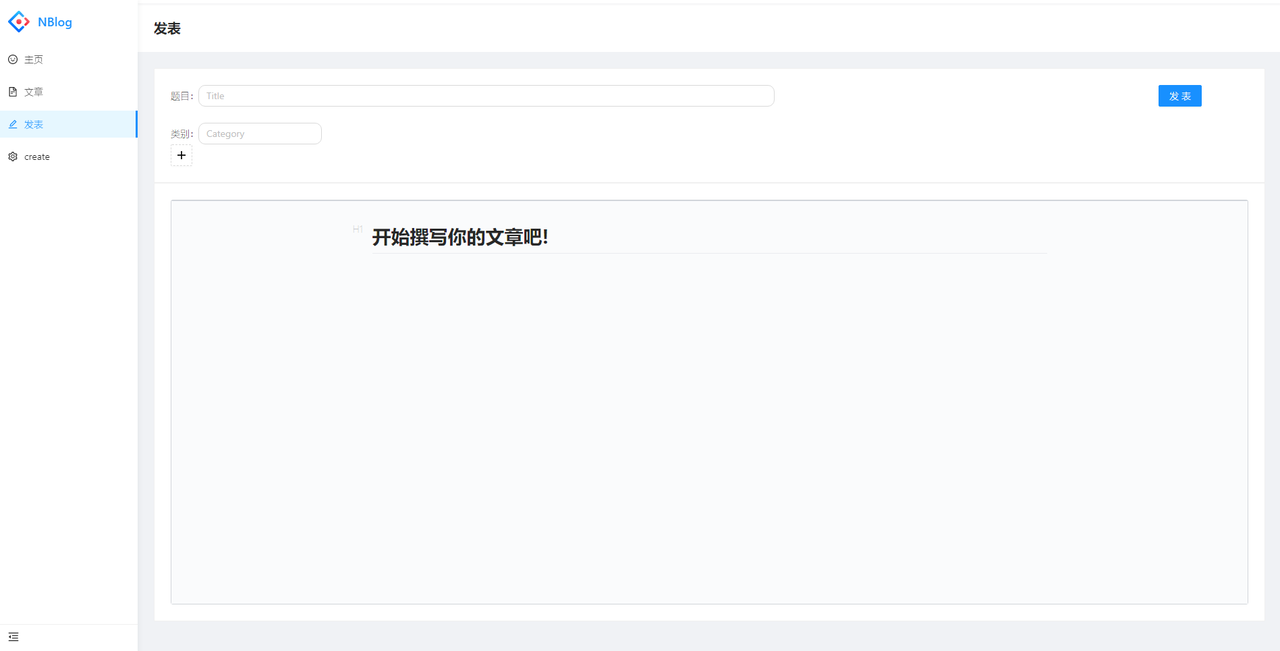 NBlog
主页
文章
发表
create
发表
题目: Title
发 表
类别: Category
H1
开始撰写你的文章吧!